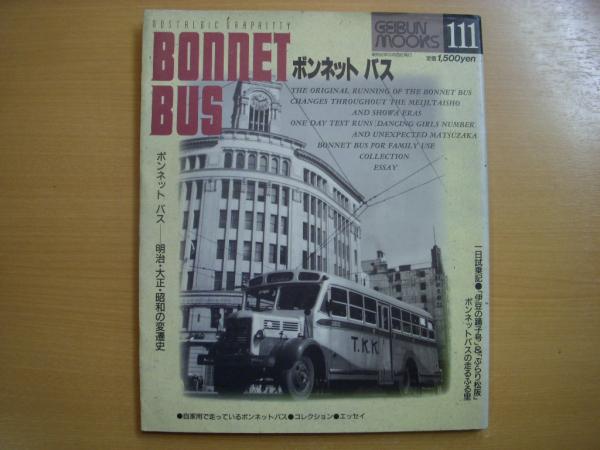 NOSTALGIC GRAPHITTY
GEIBUN
MOOKS
111
定価1,500yen
BONNET
BUS
ボンネット バス
THE ORIGINAL RUNNING OF THE BONNET BUS
CHANGES THROUGHOUT THE MEIJI,TAISHO
AND SHOWA ERAS
ONE DAY TEST RUNS :DANCING GIRLS NUMBER
AND UNEXPECTED MATSUZAKA
BONNET BUS FOR FAMILY USE
COLLECTION
ESSAY
ボンネット バス──明治・大正・昭和の変遷史
一日試乗記●「伊豆の踊子号」&「ぶらり松阪」
ボンネットバスの走るふる里
T.K.K
●自家用で走っているボンネットバス●コレクション●エッセイ